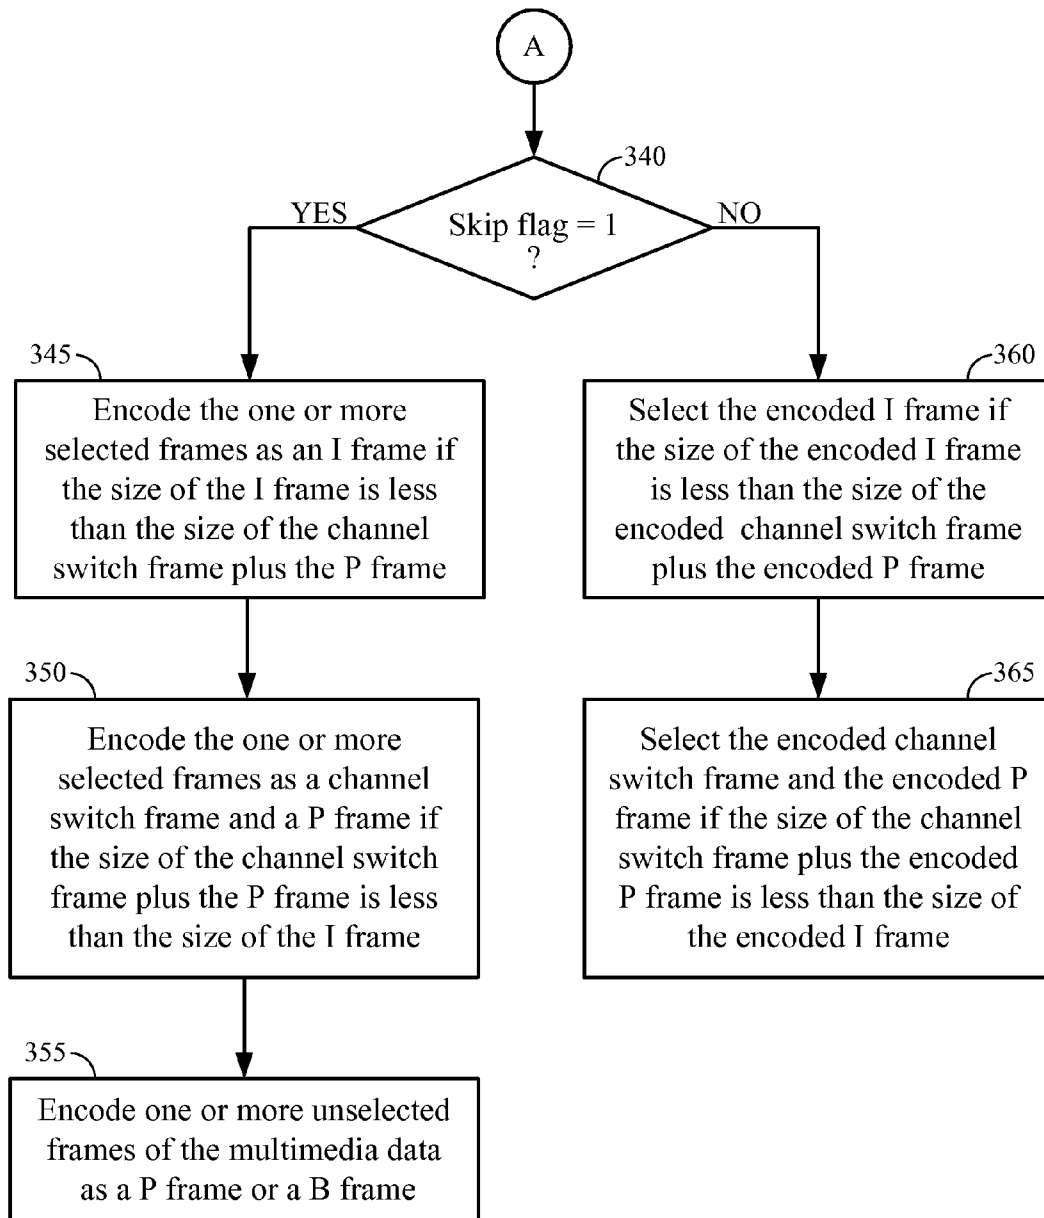 A
340
YES
Skip flag = 1
?
NO
345
Encode the one or more
selected frames as an I frame if
the size of the I frame is less
than the size of the channel
switch frame plus the P frame
360
Select the encoded I frame if
the size of the encoded I frame
is less than the size of the
encoded channel switch frame
plus the encoded P frame
350
Encode the one or more
selected frames as a channel
switch frame and a P frame if
the size of the channel switch
frame plus the P frame is less
than the size of the I frame
365
Select the encoded channel
switch frame and the encoded P
frame if the size of the channel
switch frame plus the encoded
P frame is less than the size of
the encoded I frame
355
Encode one or more unselected
frames of the multimedia data
as a P frame or a B frame